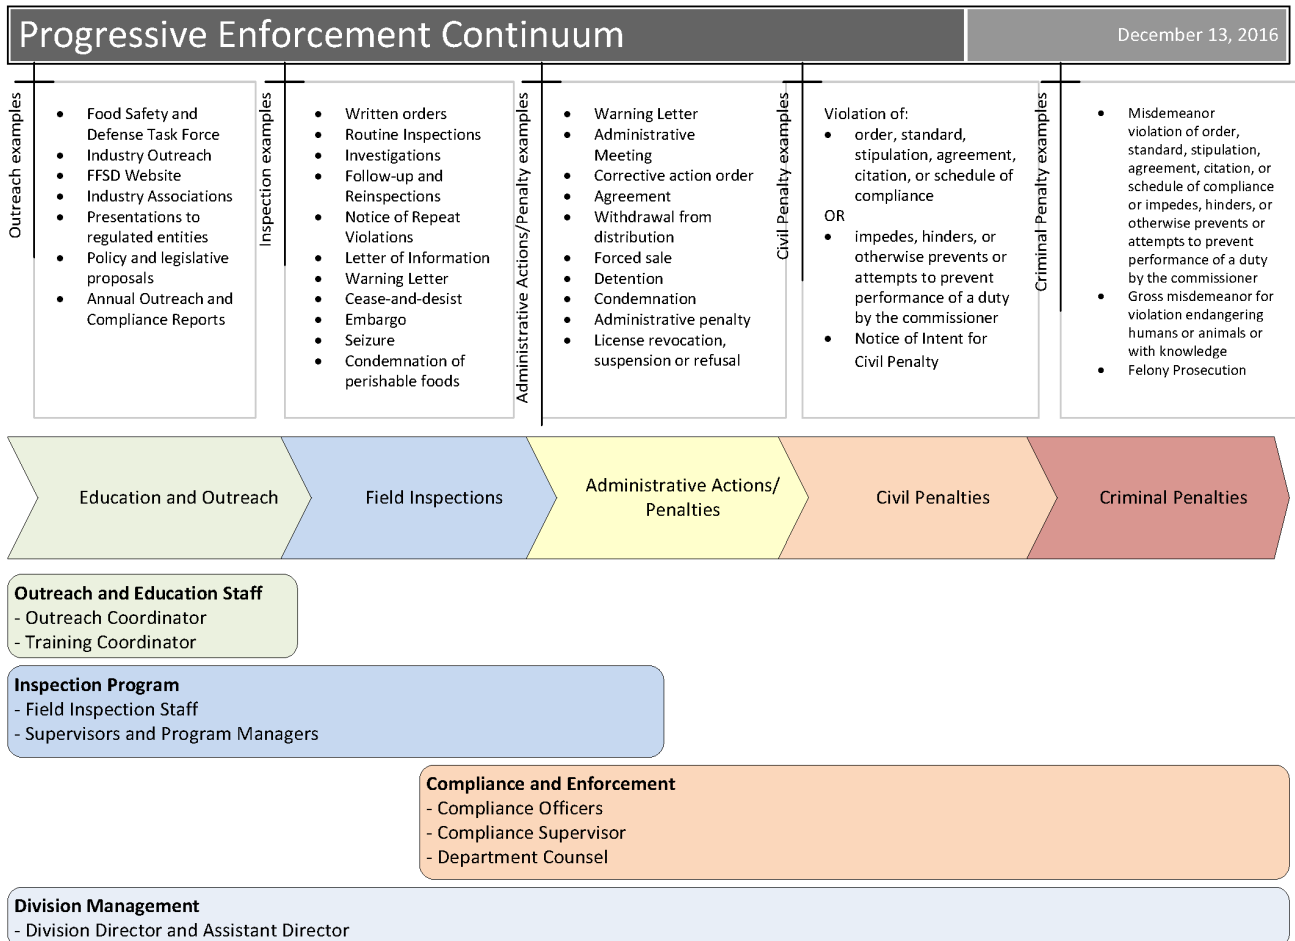 Progressive Enforcement Continuum
December 13, 2016
Outreach examples
• Food Safety and
Defense Task Force
• Industry Outreach
• FFSD Website
• Industry Associations
• Presentations to
regulated entities
• Policy and legislative
proposals
• Annual Outreach and
Compliance Reports
Inspection examples
• Written orders
• Routine Inspections
• Investigations
• Follow-up and
Reinspections
• Notice of Repeat
Violations
• Letter of Information
• Warning Letter
• Cease-and-desist
• Embargo
• Seizure
• Condemnation of
perishable foods
Administrative Actions/Penalty examples
• Warning Letter
• Administrative
Meeting
• Corrective action order
• Agreement
• Withdrawal from
distribution
• Forced sale
• Detention
• Condemnation
• Administrative penalty
• License revocation,
suspension or refusal
Civil Penalty examples
Violation of:
• order, standard,
stipulation, agreement,
citation, or schedule of
compliance
OR
• impedes, hinders, or
otherwise prevents or
attempts to prevent
performance of a duty
by the commissioner
• Notice of Intent for
Civil Penalty
Criminal Penalty examples
• Misdemeanor
violation of order,
standard, stipulation,
agreement, citation, or
schedule of compliance
or impedes, hinders, or
otherwise prevents or
attempts to prevent
performance of a duty
by the commissioner
• Gross misdemeanor for
violation endangering
humans or animals or
with knowledge
• Felony Prosecution
Education and Outreach
Field Inspections
Administrative Actions/
Penalties
Civil Penalties
Criminal Penalties
Outreach and Education Staff
- Outreach Coordinator
- Training Coordinator
Inspection Program
- Field Inspection Staff
- Supervisors and Program Managers
Compliance and Enforcement
- Compliance Officers
- Compliance Supervisor
- Department Counsel
Division Management
- Division Director and Assistant Director